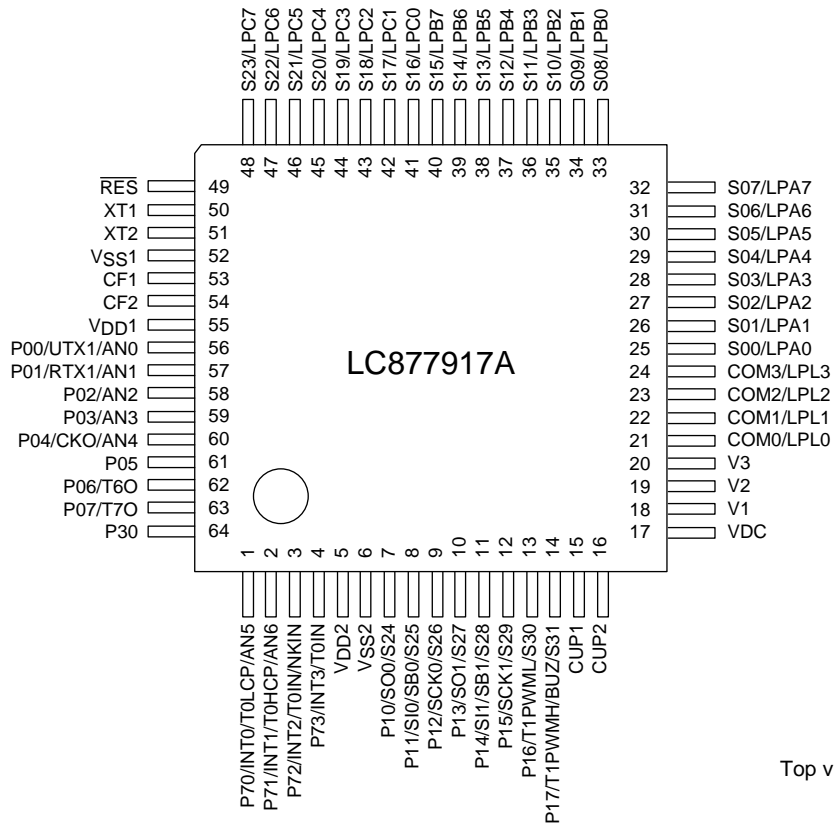 S23/LPC7
S22/LPC6
S21/LPC5
S20/LPC4
S19/LPC3
S18/LPC2
S17/LPC1
S16/LPC0
S15/LPB7
S14/LPB6
S13/LPB5
S12/LPB4
S11/LPB3
S10/LPB2
S09/LPB1
S08/LPB0
48
47
46
45
44
43
42
41
40
39
38
37
36
35
34
33
RES 49
XT1 50
XT2 51
VSS1 52
CF1 53
CF2 54
VDD1 55
P00/UTX1/AN0 56
P01/RTX1/AN1 57
P02/AN2 58
P03/AN3 59
P04/CKO/AN4 60
P05 61
P06/T6O 62
P07/T7O 63
P30 64
LC877917A
32 S07/LPA7
31 S06/LPA6
30 S05/LPA5
29 S04/LPA4
28 S03/LPA3
27 S02/LPA2
26 S01/LPA1
25 S00/LPA0
24 COM3/LPL3
23 COM2/LPL2
22 COM1/LPL1
21 COM0/LPL0
20 V3
19 V2
18 V1
17 VDC
1
2
3
4
5
6
7
8
9
10
11
12
13
14
15
16
P70/INT0/T0LCP/AN5
P71/INT1/T0HCP/AN6
P72/INT2/T0IN/NKIN
P73/INT3/T0IN
VDD2
VSS2
P10/SO0/S24
P11/SI0/SB0/S25
P12/SCK0/S26
P13/SO1/S27
P14/SI1/SB1/S28
P15/SCK1/S29
P16/T1PWML/S30
P17/T1PWMH/BUZ/S31
CUP1
CUP2
Top v